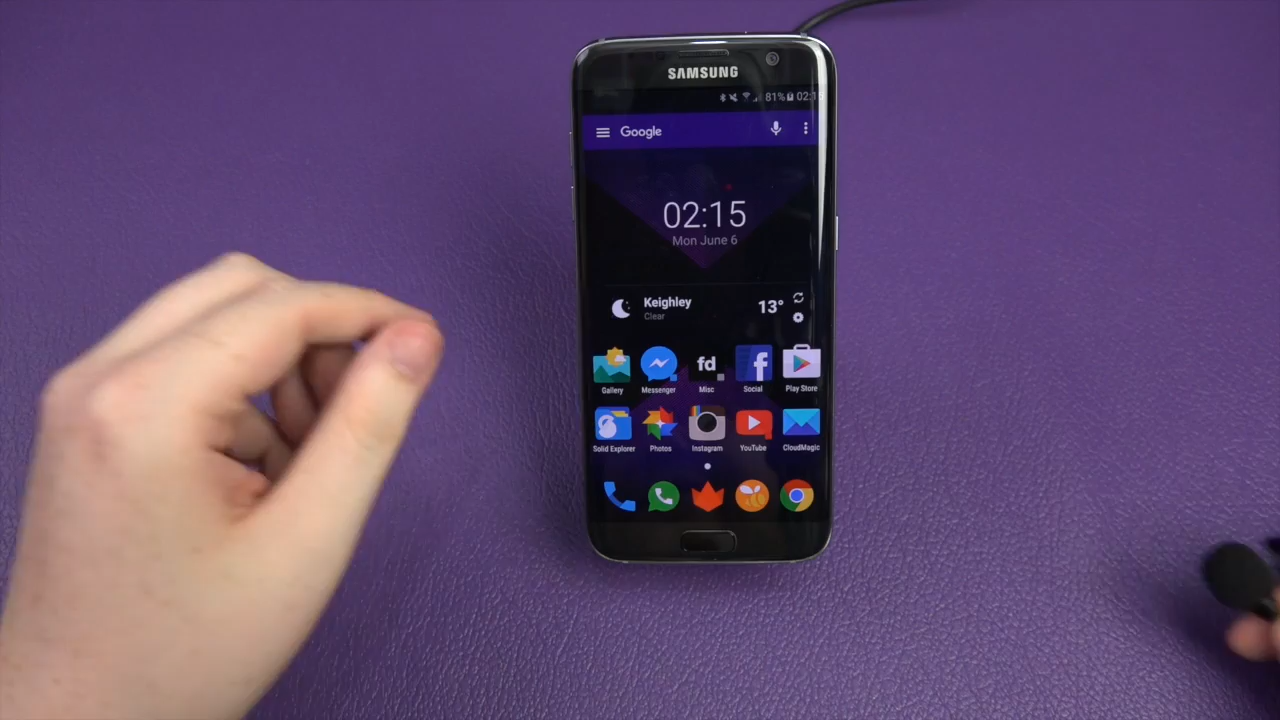 SAMSUNG
81% 02:15
Google
02:15
Mon June 6
Keighley
Clear
13°
fd
Gallery Messenger Misc Social Play Store
Solid Explorer Photos Instagram YouTube CloudMagic